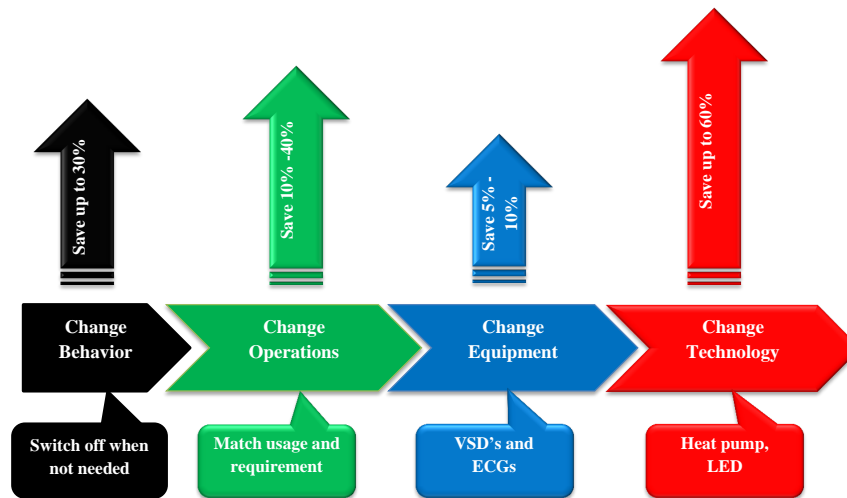 Save up to 30%
Save 10% -40%
Save 5% -
10%
Save up to 60%
Change
Behavior
Change
Operations
Change
Equipment
Change
Technology
Switch off when
not needed
Match usage and
requirement
VSD's and
ECGs
Heat pump,
LED